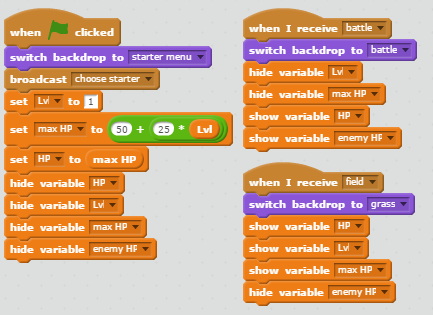 when clicked
switch backdrop to starter menu
broadcast choose starter
set Lvl to 1
set max HP to 50 + 25 * Lvl
set HP to max HP
hide variable HP
hide variable Lvl
hide variable max HP
hide variable enemy HP
when I receive battle
switch backdrop to battle
hide variable Lvl
hide variable max HP
show variable HP
show variable enemy HP
when I receive field
switch backdrop to grass
show variable HP
show variable Lvl
show variable max HP
hide variable enemy HP